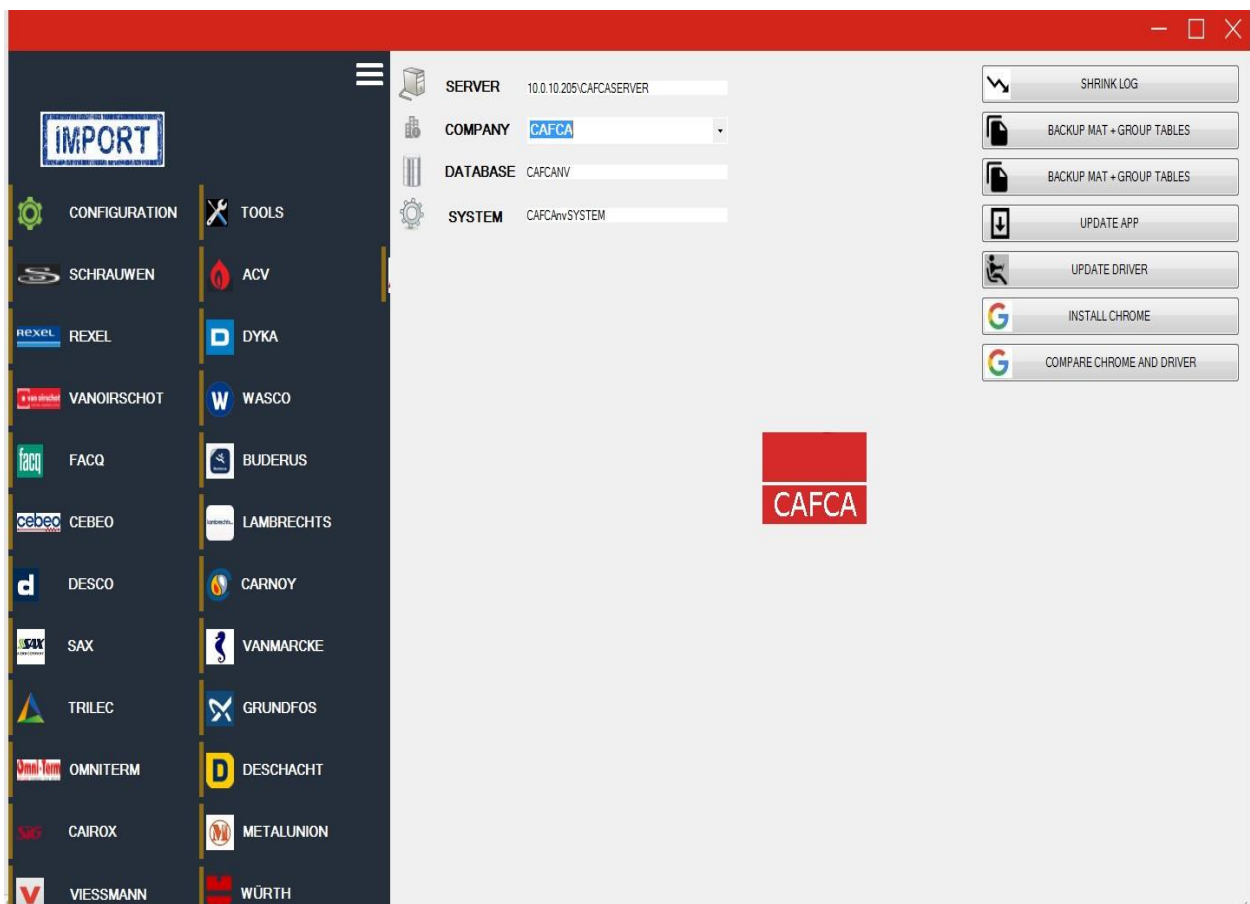 IMPORT
CONFIGURATION
TOOLS
SCHRAUWEN
ACV
REXEL REXEL
DYKA
VANOIRSCHOT
W WASCO
facq FACQ
BUDERUS
cebeo CEBEO
LAMBRECHTS
d DESCO
CARNOY
SAX SAX
VANMARCKE
TRILEC
GRUNDFOS
Omni-Term OMNITERM
D DESCHACHT
CAIROX
M METALUNION
V VIESSMANN
WÜRTH
SERVER 10.0.10.205\CAFCASERVER
COMPANY CAFCA
DATABASE CAFCANV
SYSTEM CAFCAnvSYSTEM
SHRINK LOG
BACKUP MAT + GROUP TABLES
BACKUP MAT + GROUP TABLES
UPDATE APP
UPDATE DRIVER
G INSTALL CHROME
G COMPARE CHROME AND DRIVER
CAFCA